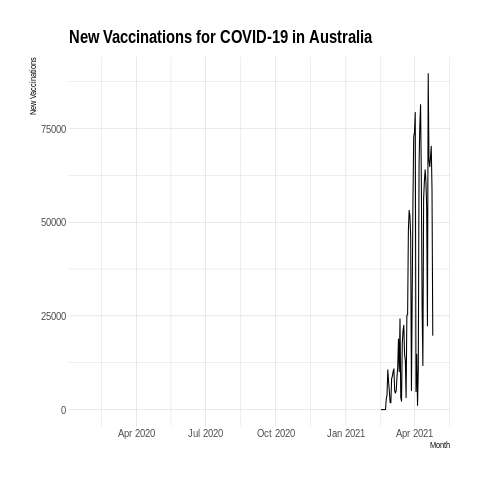 New Vaccinations for COVID-19 in Australia
New Vaccinations
75000
50000
25000
0
Apr 2020 Jul 2020 Oct 2020 Jan 2021 Apr 2021
Month